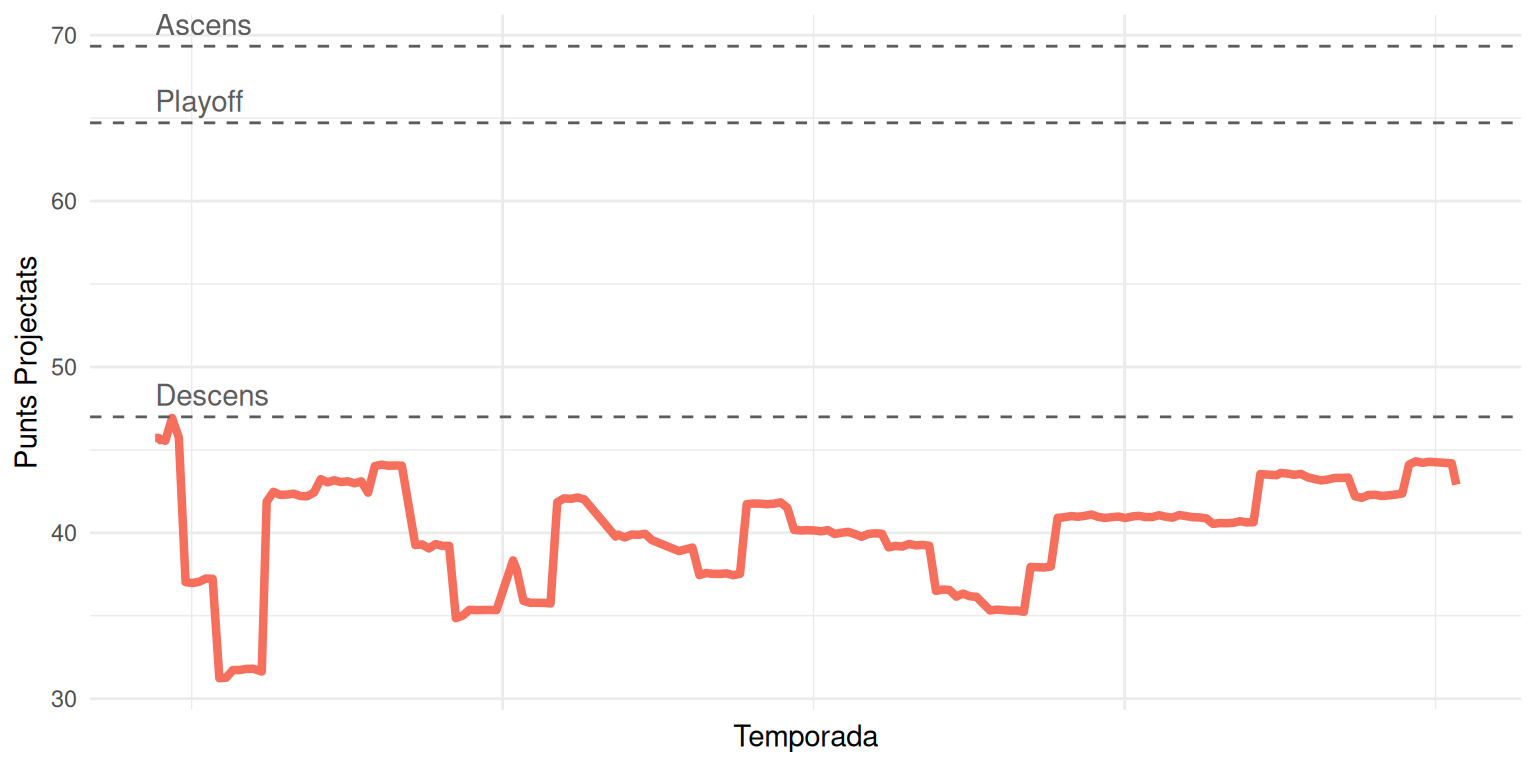 Ascens
70
Playoff
60
Punts Projectats
50
Descens
40
30
Temporada